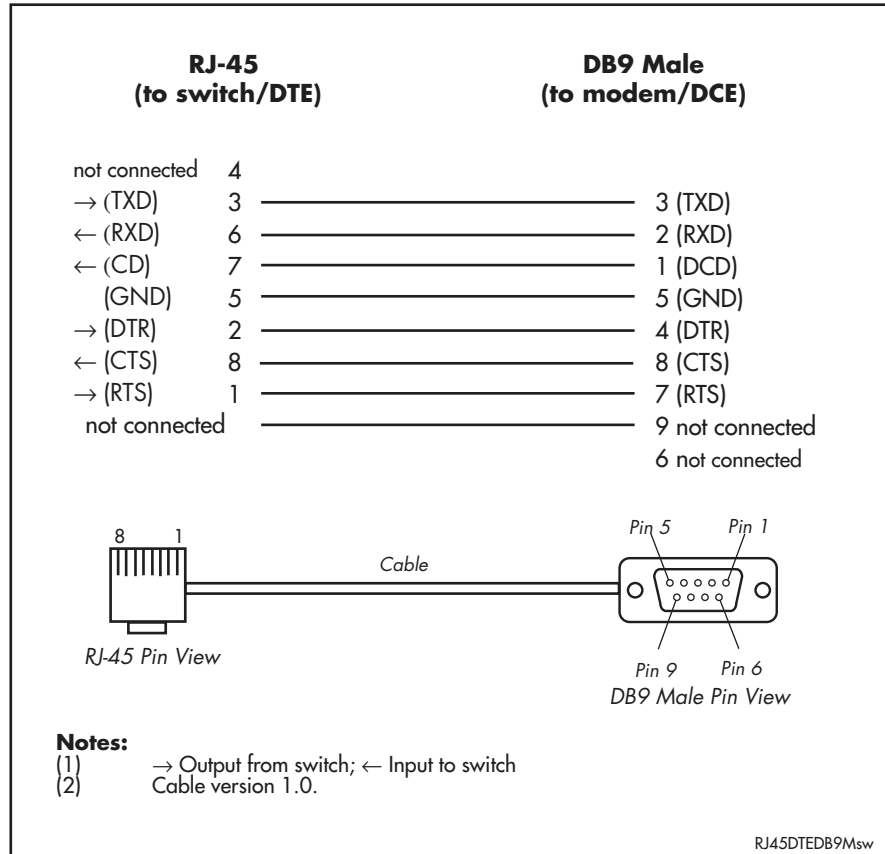 RJ-45 DB9 Male
(to switch/DTE) (to modem/DCE)
not connected 4
→ (TXD) 3 3 (TXD)
← (RXD) 6 2 (RXD)
← (CD) 7 1 (DCD)
(GND) 5 5 (GND)
→ (DTR) 2 4 (DTR)
← (CTS) 8 8 (CTS)
→ (RTS) 1 7 (RTS)
not connected 9 not connected
6 not connected
8 1 Pin 5 Pin 1
Cable
RJ-45 Pin View
Pin 9 Pin 6
DB9 Male Pin View
Notes:
(1) → Output from switch; ← Input to switch
(2) Cable version 1.0.
RJ45DTEDB9Msw